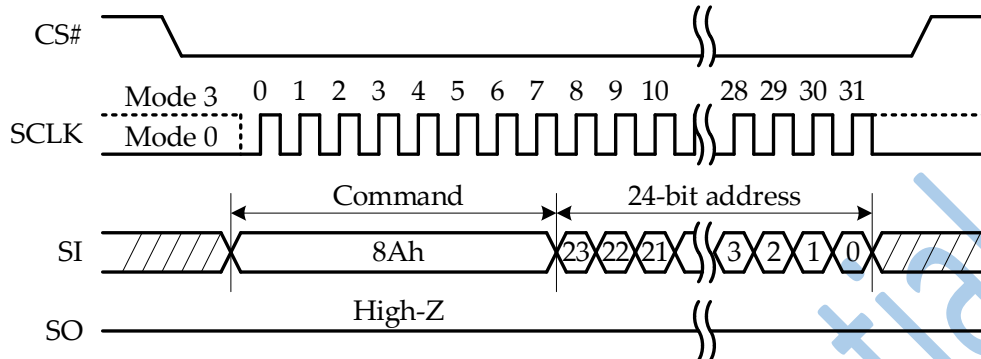 CS#
Mode 3 0 1 2 3 4 5 6 7 8 9 10 28 29 30 31
SCLK Mode 0
Command 24-bit address
SI 8Ah 23 22 21 3 2 1 0
High-Z
SO